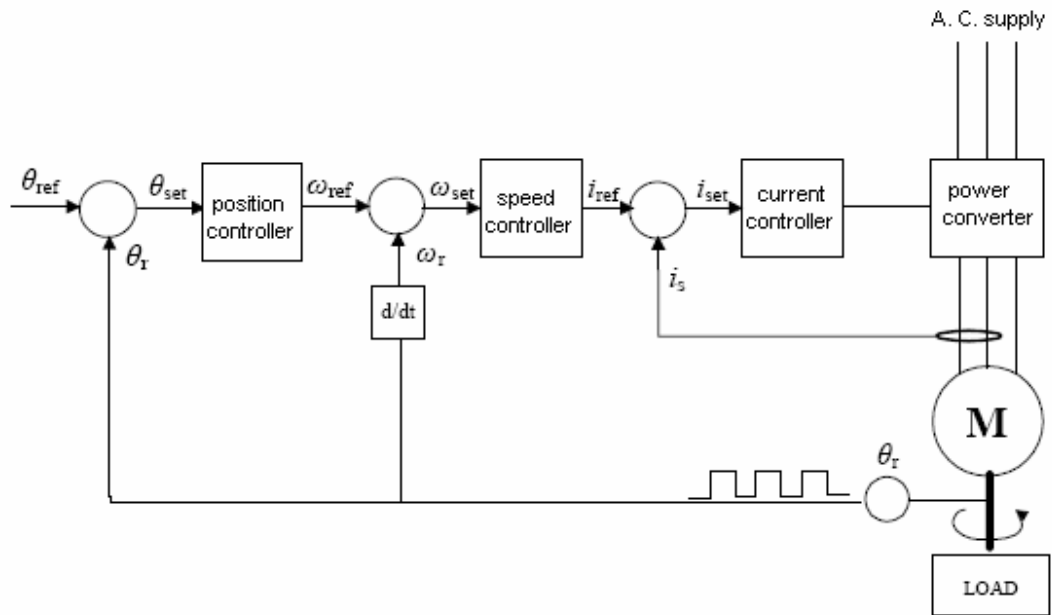 A. C. supply
θref
θset
position
controller
ωref
ωset
speed
controller
iref
iset
current
controller
power
converter
θr
ωr
is
d/dt
M
θr
LOAD